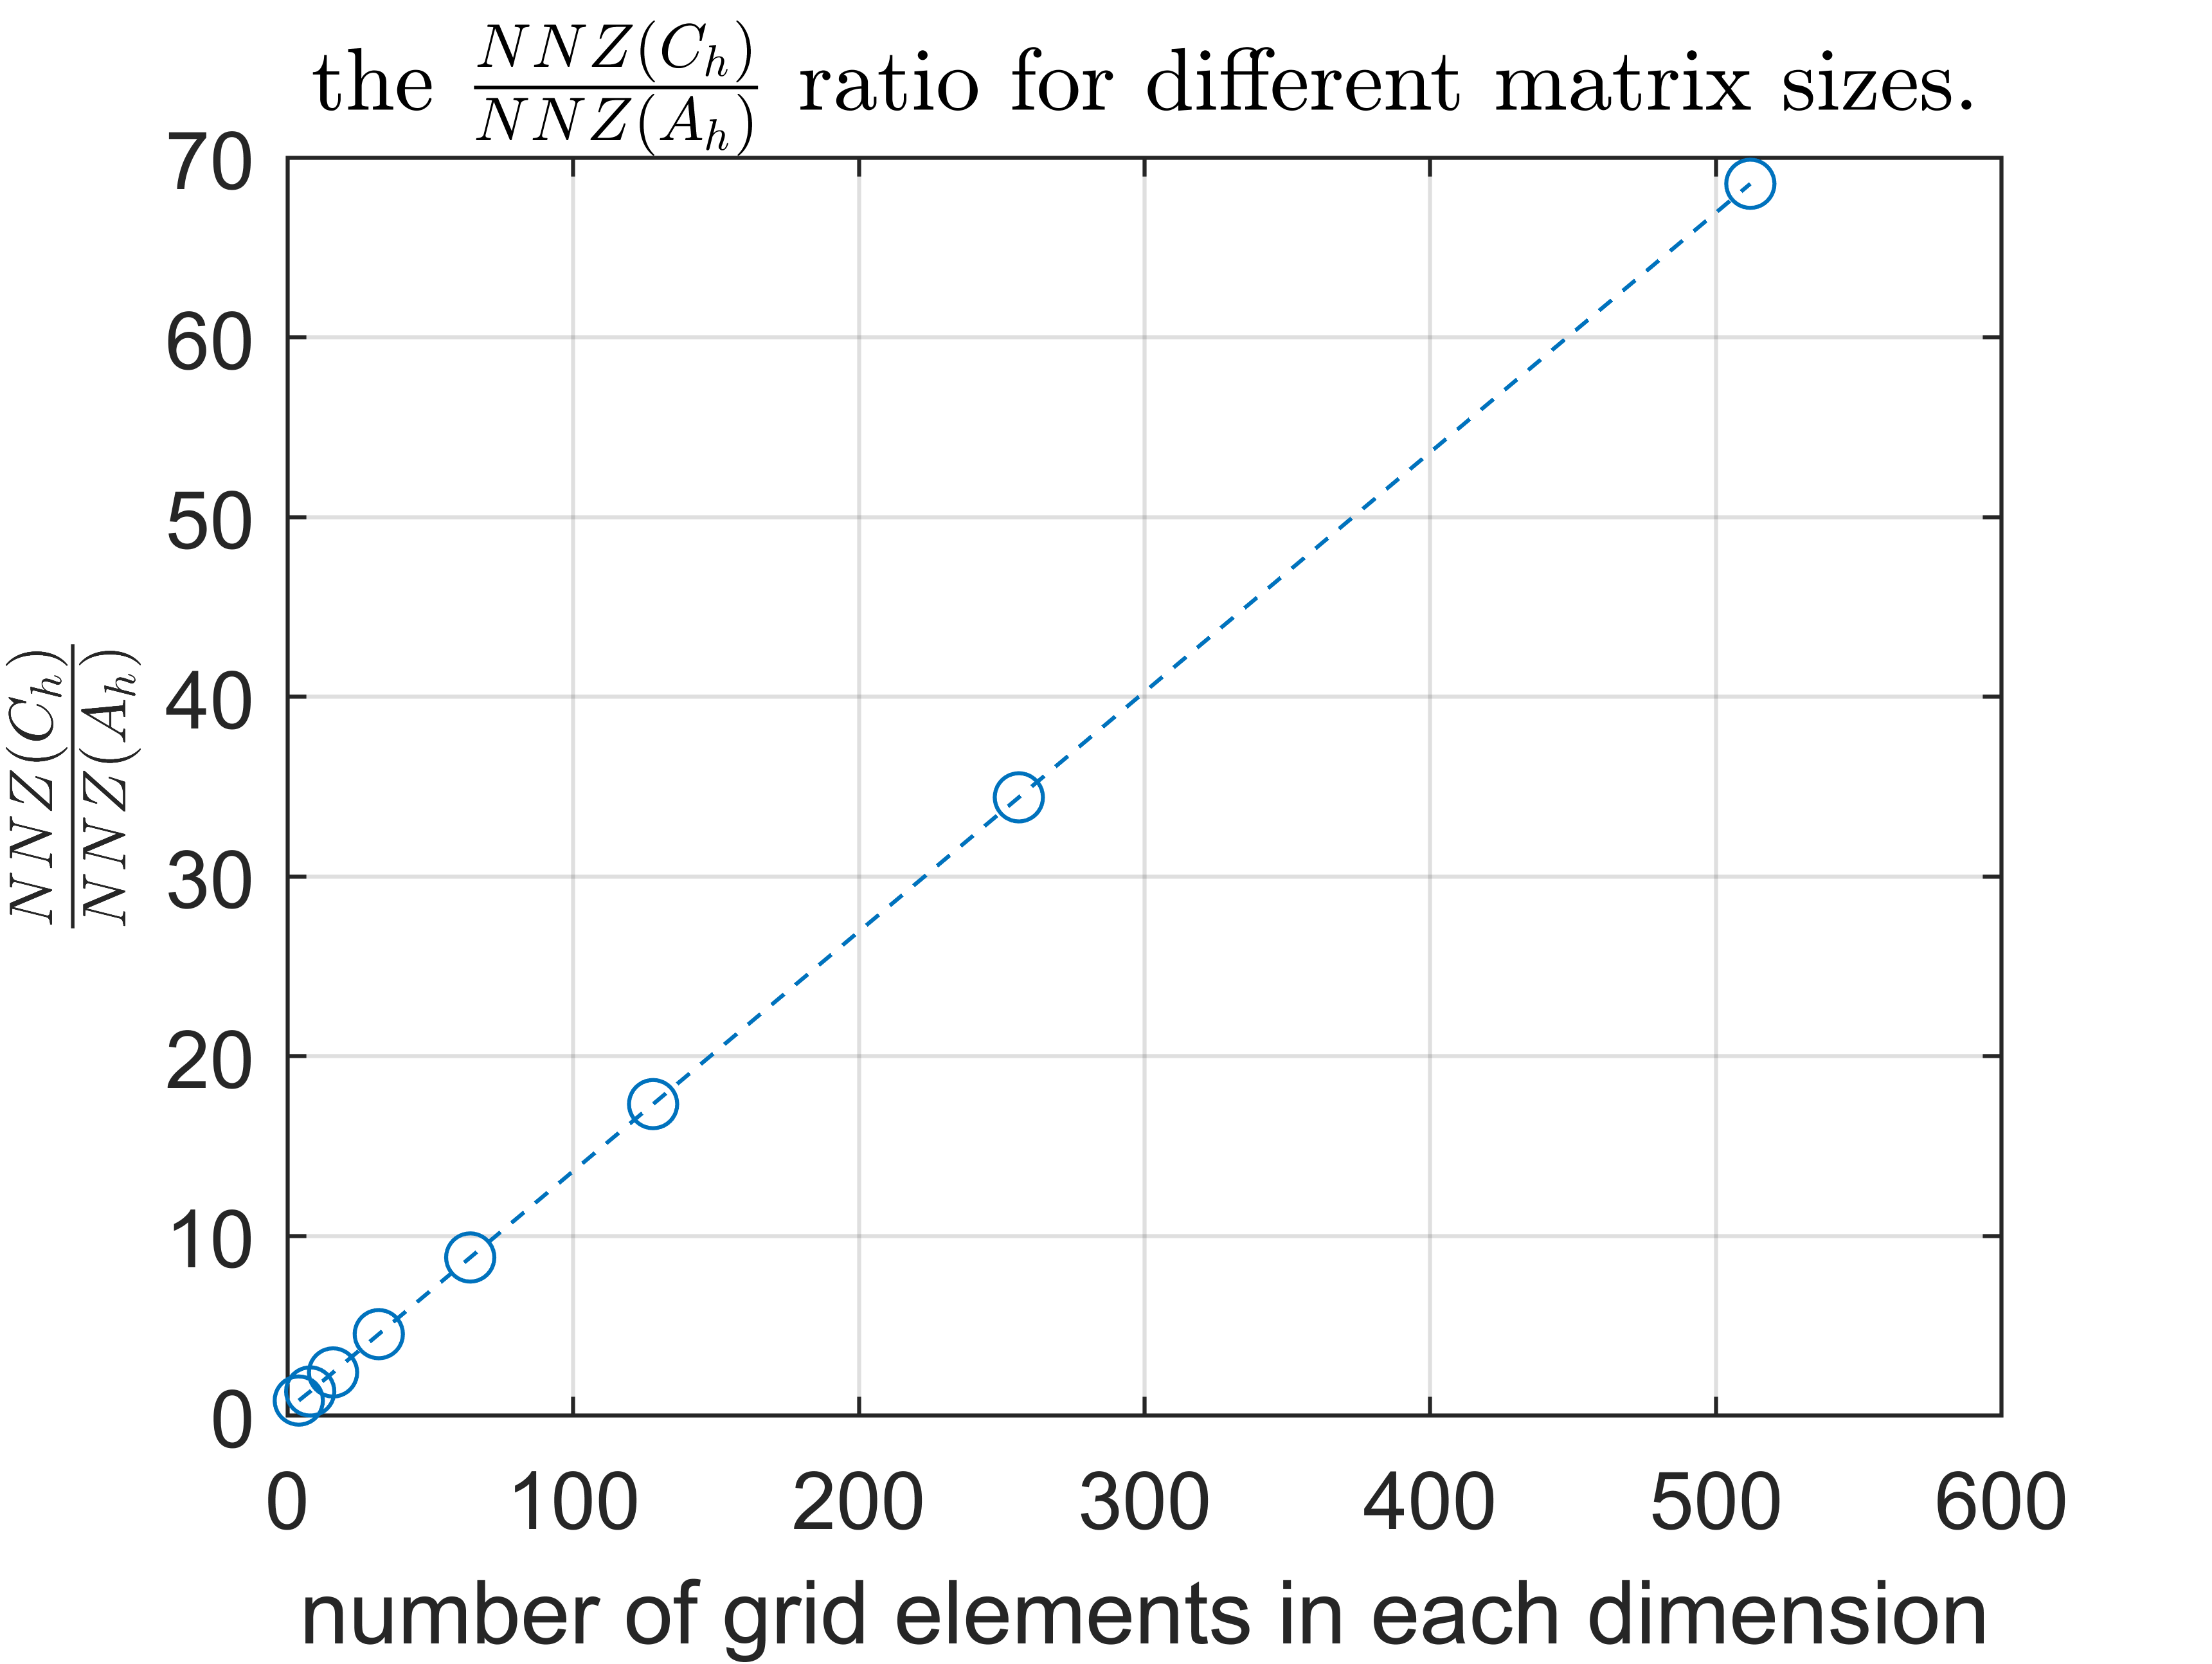 the NNZ(C_h)/NNZ(A_h) ratio for different matrix sizes.
NNZ(C_h)/NNZ(A_h)
70
60
50
40
30
20
10
0
0 100 200 300 400 500 600
number of grid elements in each dimension